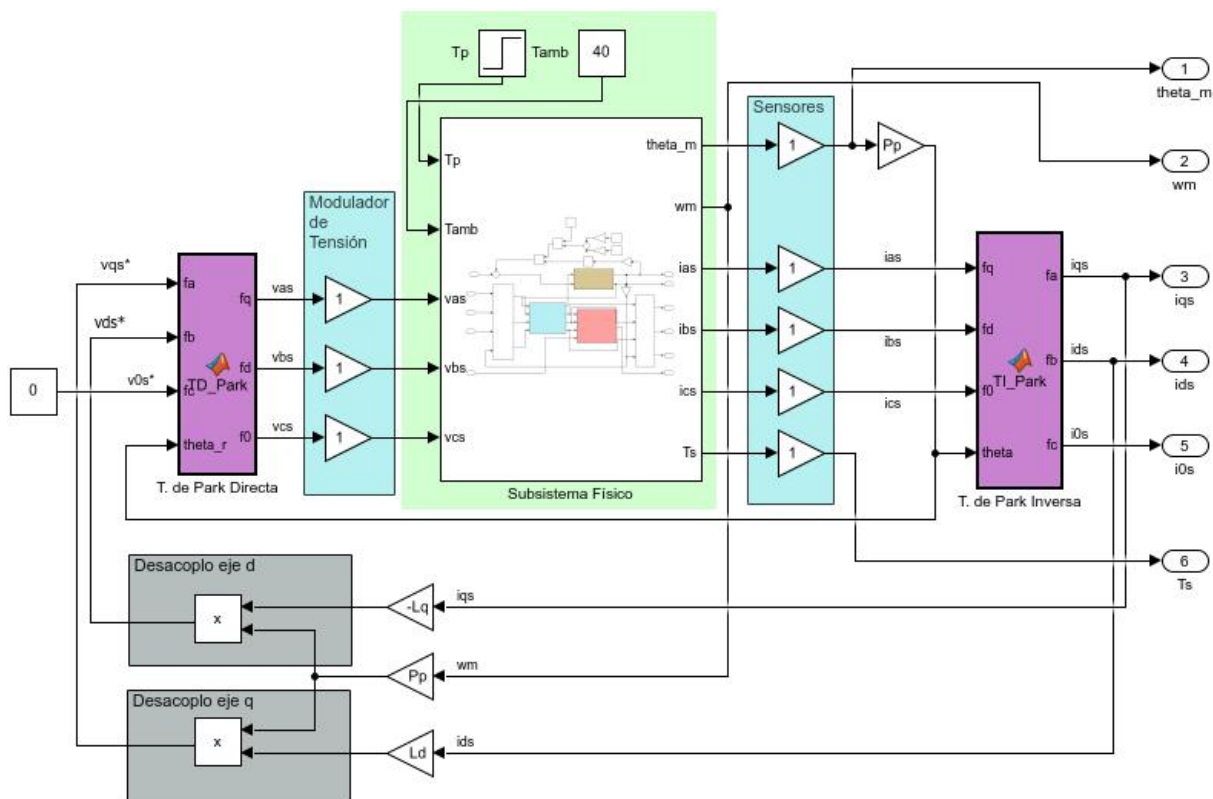 Tp
Tamb
40
Sensores
1
theta_m
theta_m
1
Pp
Tp
wm
2
wm
Modulador
de
Tensión
Tamb
vqs*
fa
fq
vas
1
vas
ias
1
ias
fq
fa
iqs
3
iqs
vds*
fb
ibs
1
ibs
fd
TD_Park
fd
vbs
1
vbs
TI_Park
fb
ids
4
ids
0
v0s*
fc
ics
1
ics
f0
theta_r
f0
vcs
1
vcs
Ts
1
theta
fc
i0s
5
i0s
T. de Park Directa
Subsistema Físico
T. de Park Inversa
6
Ts
Desacoplo eje d
x
-Lq
iqs
Pp
wm
Desacoplo eje q
x
Ld
ids